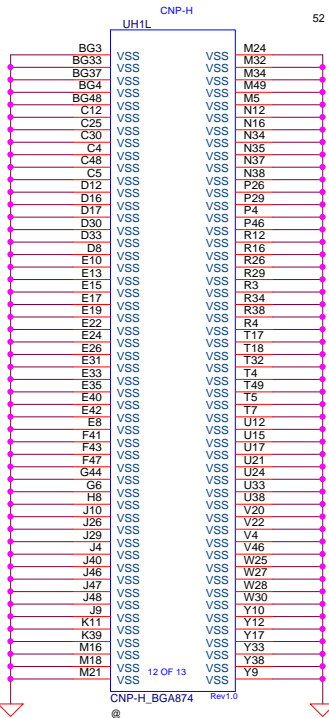 CNP-H
52
UH1L
BG3 VSS VSS M24
BG33 VSS VSS M32
BG37 VSS VSS M34
BG4 VSS VSS M49
BG48 VSS VSS M5
C12 VSS VSS N12
C25 VSS VSS N16
C30 VSS VSS N34
C4 VSS VSS N35
C48 VSS VSS N37
C5 VSS VSS N38
D12 VSS VSS P26
D16 VSS VSS P29
D17 VSS VSS P4
D30 VSS VSS P46
D33 VSS VSS R12
D8 VSS VSS R16
E10 VSS VSS R26
E13 VSS VSS R29
E15 VSS VSS R3
E17 VSS VSS R34
E19 VSS VSS R38
E22 VSS VSS R4
E24 VSS VSS T17
E26 VSS VSS T18
E31 VSS VSS T32
E33 VSS VSS T4
E35 VSS VSS T49
E40 VSS VSS T5
E42 VSS VSS T7
E8 VSS VSS U12
F41 VSS VSS U15
F43 VSS VSS U17
F47 VSS VSS U21
G44 VSS VSS U24
G6 VSS VSS U33
H8 VSS VSS U38
J10 VSS VSS V20
J26 VSS VSS V22
J29 VSS VSS V4
J4 VSS VSS V46
J40 VSS VSS W25
J46 VSS VSS W27
J47 VSS VSS W28
J48 VSS VSS W30
J9 VSS VSS Y10
K11 VSS VSS Y12
K39 VSS VSS Y17
M16 VSS VSS Y33
M18 VSS 12 OF 13 VSS Y38
M21 VSS VSS Y9
CNP-H_BGA874 Rev1.0
@